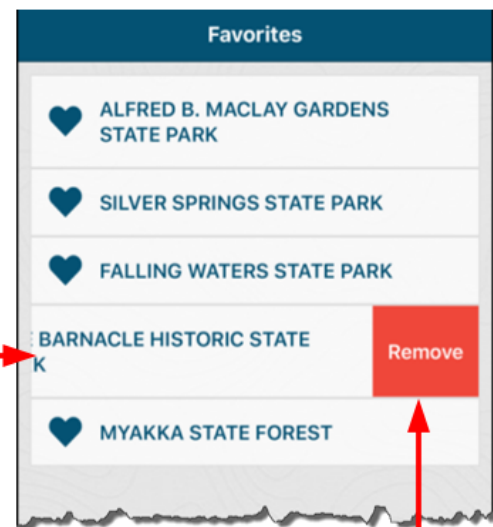 Favorites
ALFRED B. MACLAY GARDENS
STATE PARK
SILVER SPRINGS STATE PARK
FALLING WATERS STATE PARK
BARNACLE HISTORIC STATE
K
Remove
MYAKKA STATE FOREST